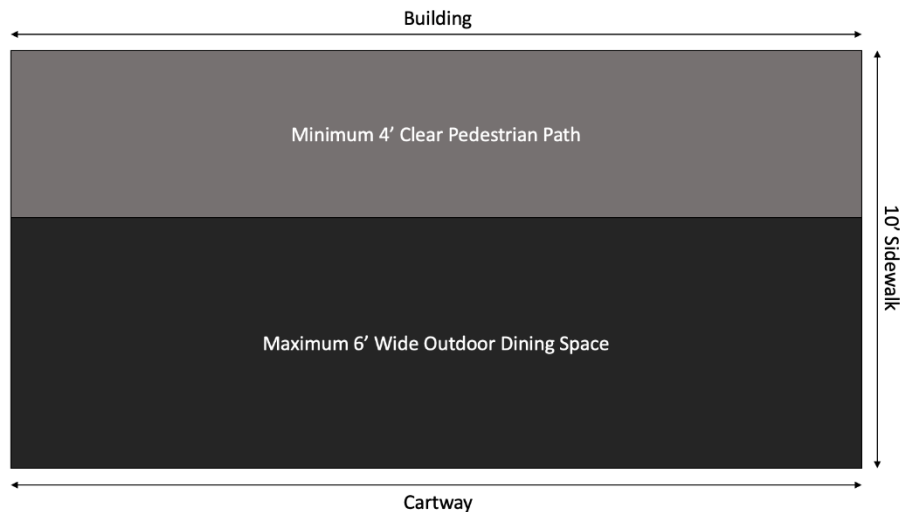 Building
Minimum 4’ Clear Pedestrian Path
10’ Sidewalk
Maximum 6’ Wide Outdoor Dining Space
Cartway